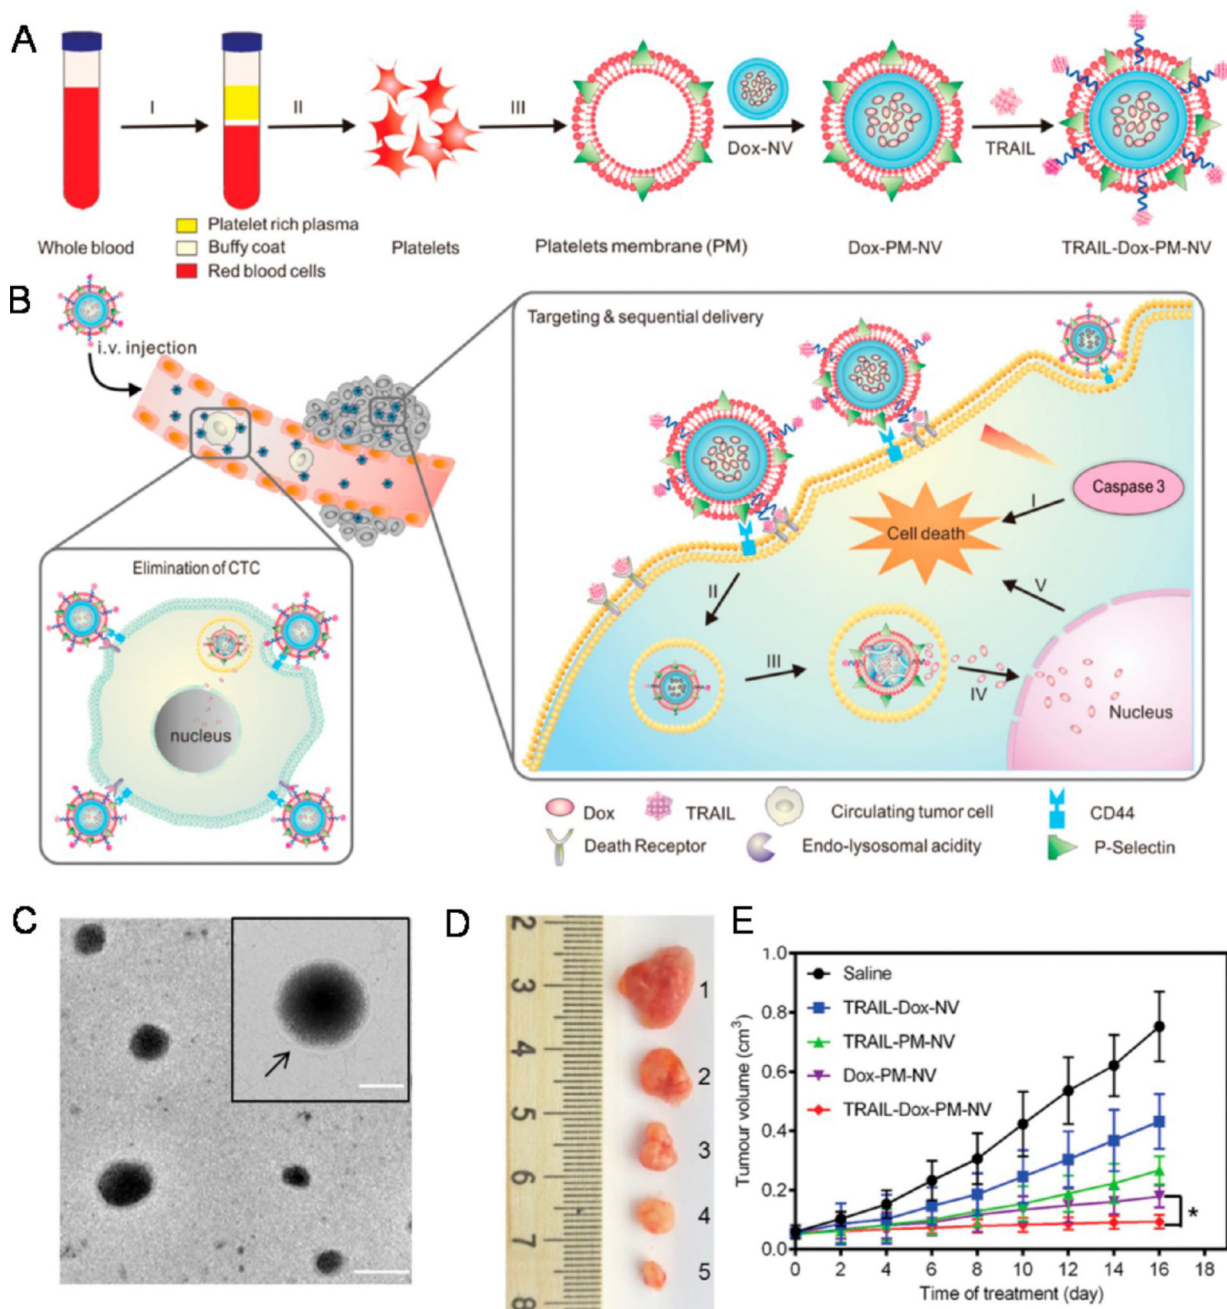 A
I
II
III
Dox-NV
TRAIL
Whole blood
Platelet rich plasma
Buffy coat
Red blood cells
Platelets
Platelets membrane (PM)
Dox-PM-NV
TRAIL-Dox-PM-NV
B
i.v. injection
Targeting & sequential delivery
Caspase 3
I
Cell death
II
III
IV
V
Nucleus
Elimination of CTC
nucleus
Dox
TRAIL
Circulating tumor cell
CD44
Death Receptor
Endo-lysosomal acidity
P-Selectin
C
D
2
3
4
5
6
7
8
1
2
3
4
5
E
Tumour volume (cm³)
1.0
0.8
0.6
0.4
0.2
0.0
Saline
TRAIL-Dox-NV
TRAIL-PM-NV
Dox-PM-NV
TRAIL-Dox-PM-NV
*
0 2 4 6 8 10 12 14 16 18
Time of treatment (day)